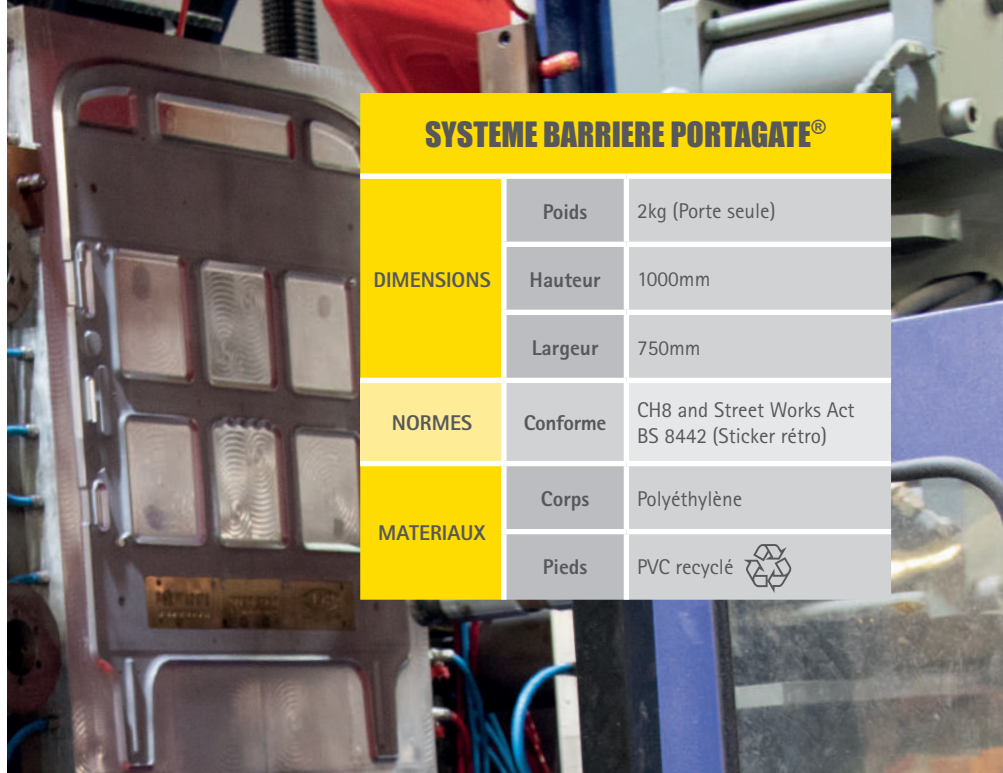 SYSTEME BARRIERE PORTAGATE®
DIMENSIONS
Poids
2kg (Porte seule)
Hauteur
1000mm
Largeur
750mm
NORMES
Conforme
CH8 and Street Works Act
BS 8442 (Sticker rétro)
MATERIAUX
Corps
Polyéthylène
Pieds
PVC recyclé